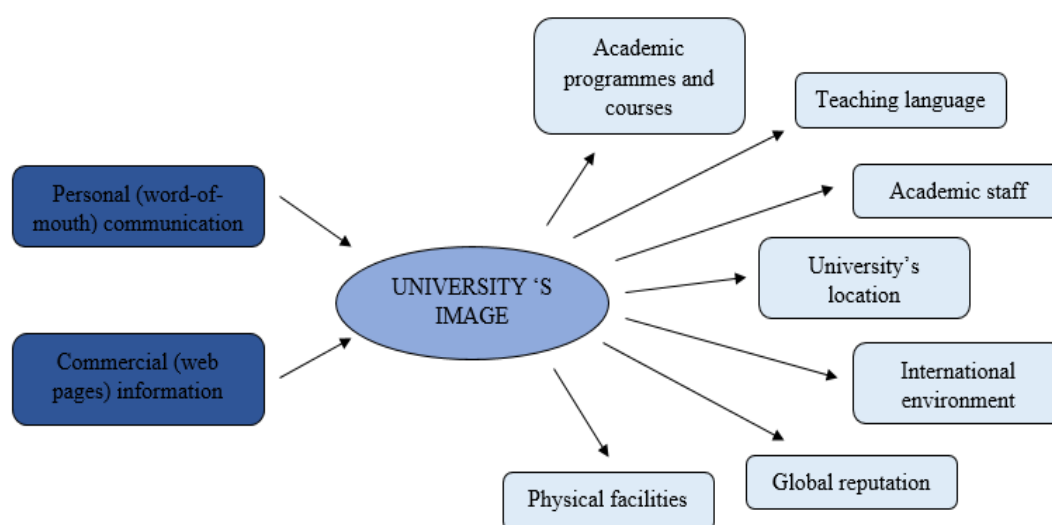 Academic
programmes and
courses
Teaching language
Personal (word-of-
mouth) communication
Academic staff
University’s
location
UNIVERSITY ‘S
IMAGE
Commercial (web
pages) information
International
environment
Global reputation
Physical facilities